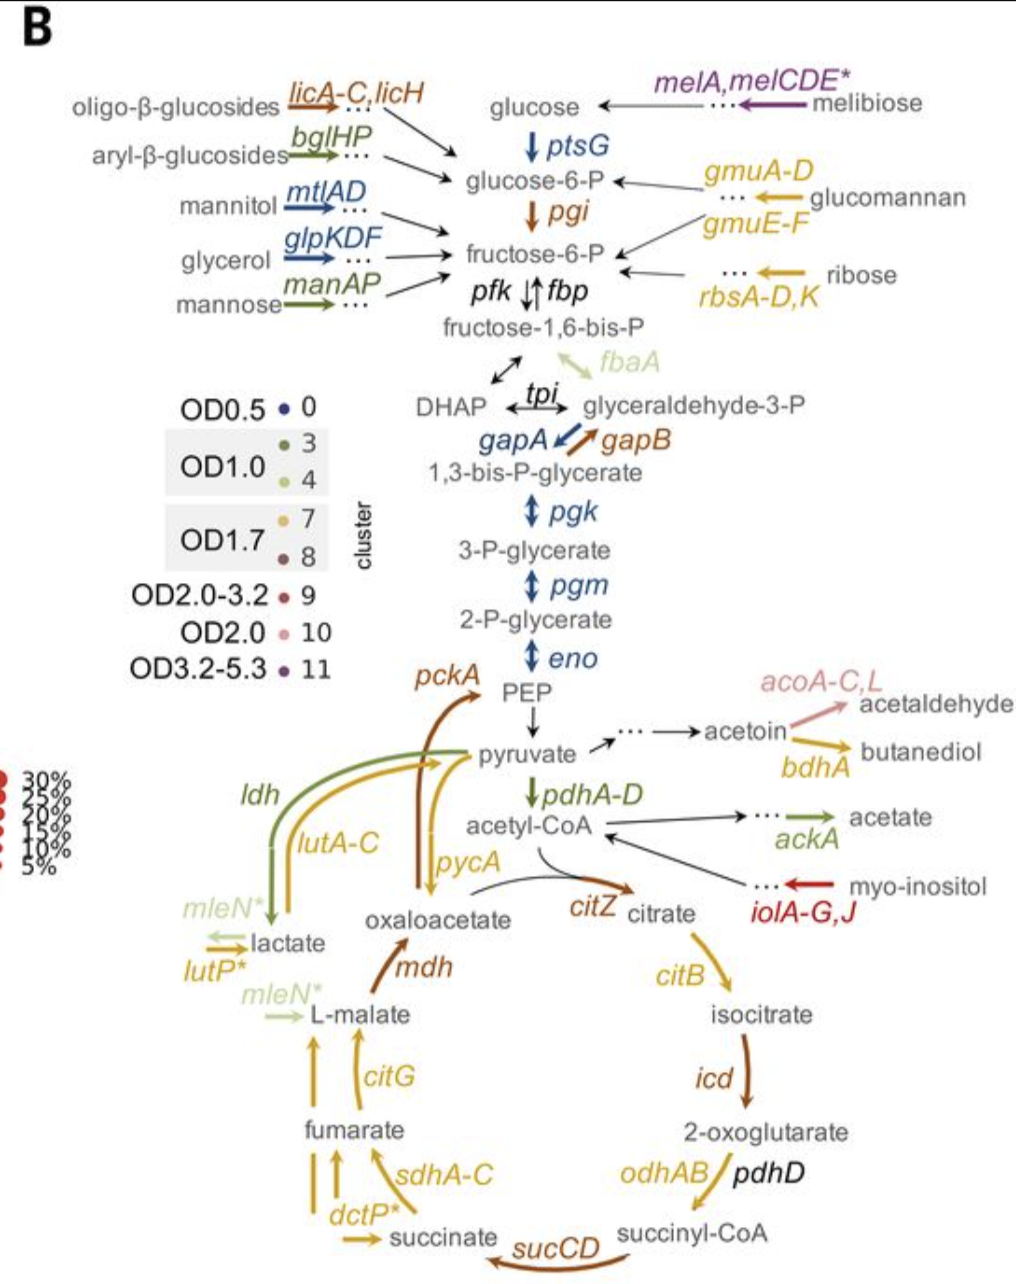 B
licA-C,licH
oligo-β-glucosides ...
bglHP
aryl-β-glucosides ...
mtlAD
mannitol ...
glpKDF
glycerol ...
manAP
mannose ...
glucose
melA,melCDE*
... melibiose
ptsG
glucose-6-P
gmuA-D
... glucomannan
gmuE-F
pgi
fructose-6-P
... ribose
rbsA-D,K
pfk fbp
fructose-1,6-bis-P
fbaA
DHAP tpi glyceraldehyde-3-P
gapA gapB
1,3-bis-P-glycerate
pgk
3-P-glycerate
pgm
2-P-glycerate
eno
PEP
OD0.5 0
OD1.0 3
4
OD1.7 7
8
OD2.0-3.2 9
OD2.0 10
OD3.2-5.3 11
cluster
30%
25%
20%
15%
10%
5%
pckA
pyruvate ... acetoin
acoA-C,L
acetaldehyde
butanediol
bdhA
ldh
lutA-C
pycA
pdhA-D
acetyl-CoA ... acetate
ackA
... myo-inositol
iolA-G,J
mleN*
lactate
lutP*
oxaloacetate
citZ citrate
mdh
citB
mleN*
L-malate
isocitrate
citG
icd
fumarate
2-oxoglutarate
sdhA-C
odhAB pdhD
dctP*
succinate
sucCD
succinyl-CoA